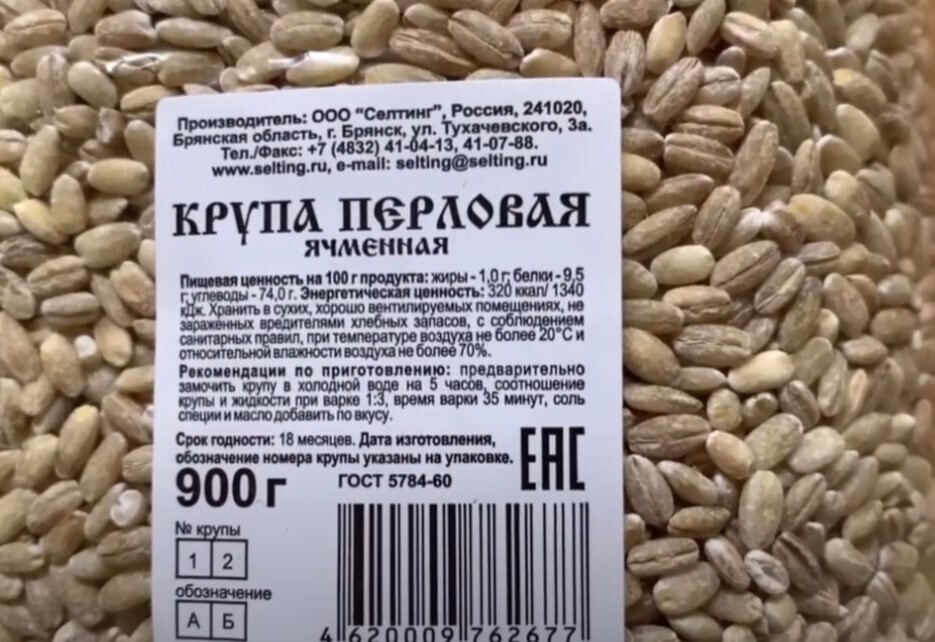 Производитель: ООО "Селтинг", Россия, 241020,
Брянская область, г. Брянск, ул. Тухачевского, 3а.
Тел./Факс: +7 (4832) 41-04-13, 41-07-88.
www.selting.ru, e-mail: selting@selting.ru
КРУПА ПЕРЛОВАЯ
ЯЧМЕННАЯ
Пищевая ценность на 100 г продукта: жиры - 1,0 г; белки - 9,5
г; углеводы - 74,0 г. Энергетическая ценность: 320 ккал/ 1340
кДж. Хранить в сухих, хорошо вентилируемых помещениях, не
зараженных вредителями хлебных запасов, с соблюдением
санитарных правил, при температуре воздуха не более 20°С и
относительной влажности воздуха не более 70%.
Рекомендации по приготовлению: предварительно
замочить крупу в холодной воде на 5 часов, соотношение
крупы и жидкости при варке 1:3, время варки 35 минут, соль
специи и масло добавить по вкусу.
Срок годности: 18 месяцев. Дата изготовления,
обозначение номера крупы указаны на упаковке.
ЕАС
900 г
ГОСТ 5784-60
№ крупы
1 2
обозначение
А Б
4 620009 762677